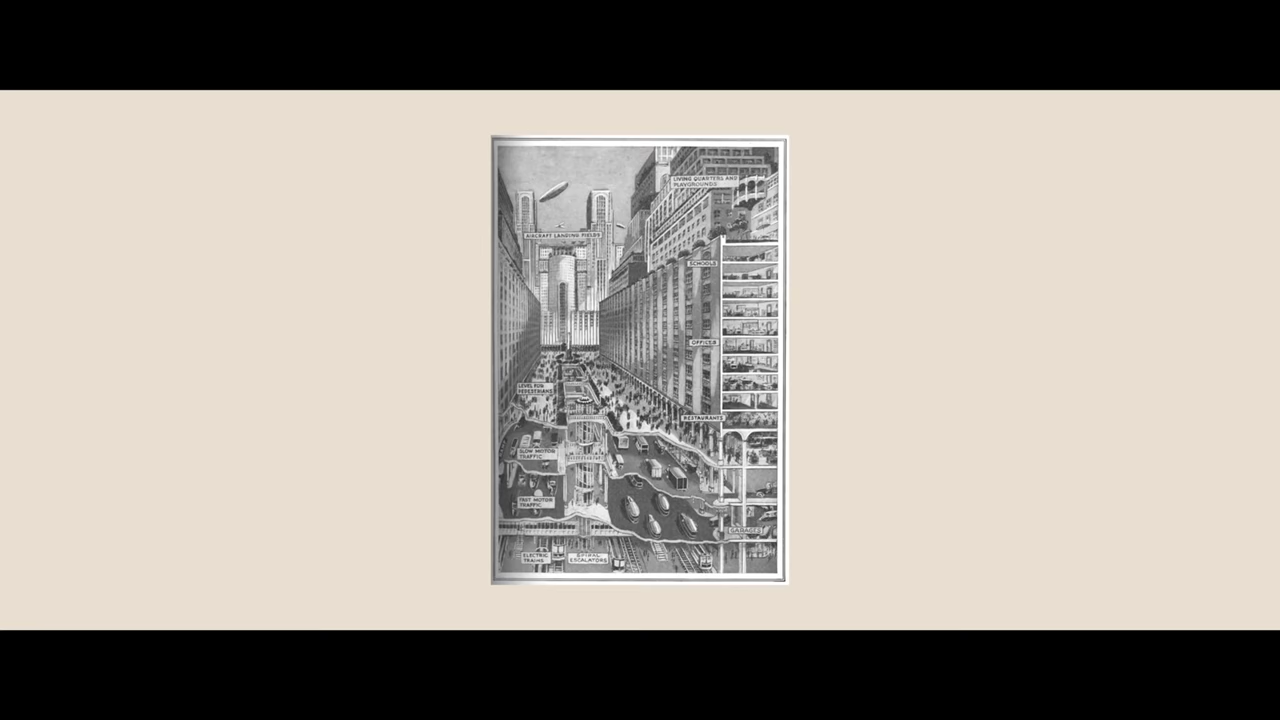 LIVING QUARTERS AND
PLAYGROUNDS
AIRCRAFT LANDING FIELDS
SCHOOLS
OFFICES
LEVEL FOR
PEDESTRIANS
RESTAURANTS
SLOW MOTOR
TRAFFIC
FAST MOTOR
TRAFFIC
GARAGES
ELECTRIC
TRAINS
SPIRAL
ESCALATORS